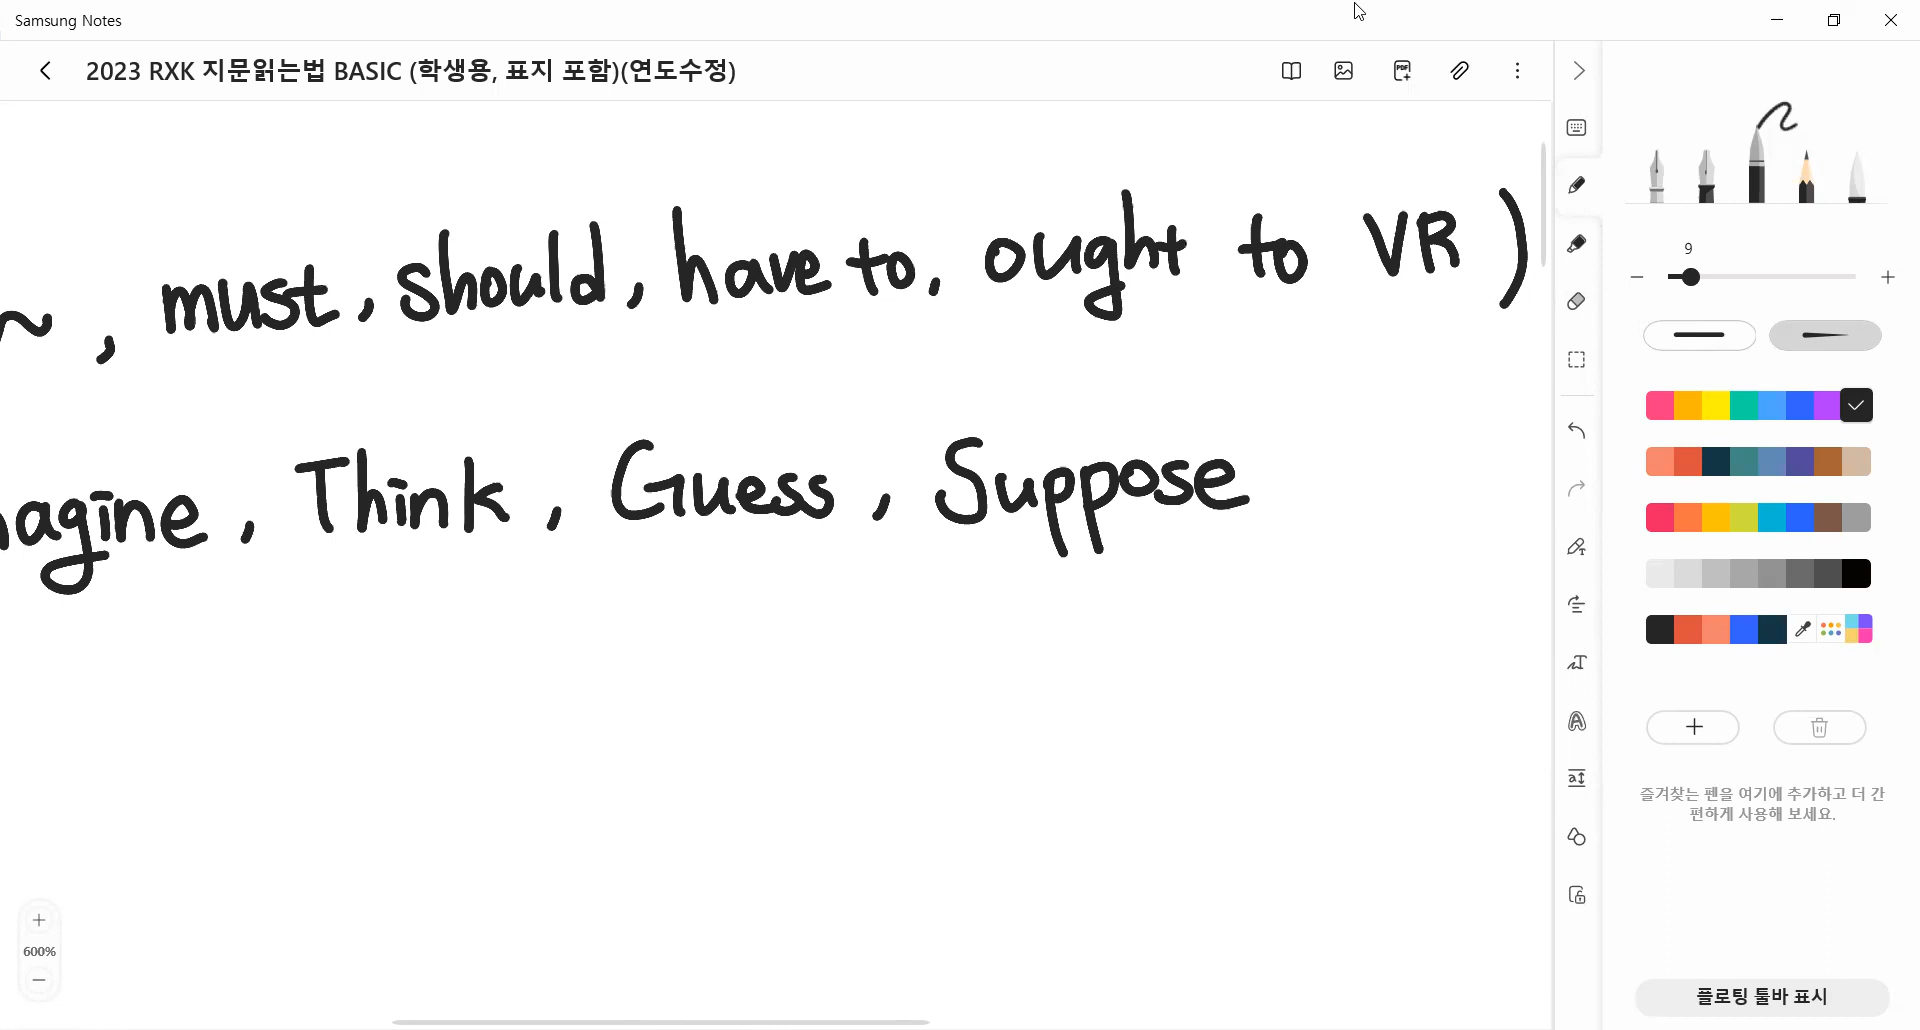 Samsung Notes
2023 RXK 지문읽는법 BASIC (학생용, 표지 포함)(연도수정)
PDF
9
~ , must, should, have to, ought to VR )
agine, Think, Guess, Suppose
즐겨찾는 펜을 여기에 추가하고 더 간
편하게 사용해 보세요.
600%
플로팅 툴바 표시